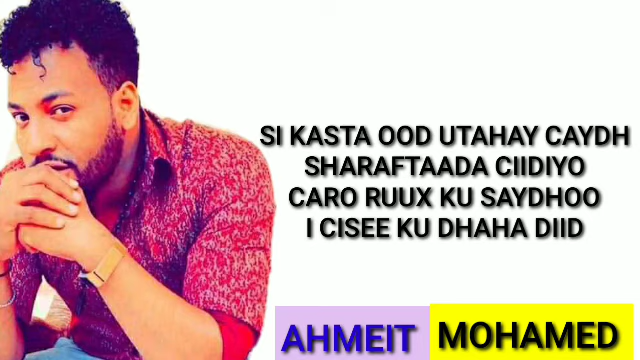 SI KASTA OOD UTAHAY CAYDH
SHARAFTAADA CIIDIYO
CARO RUUX KU SAYDHOO
I CISEE KU DHAHA DIID
AHMEIT MOHAMED